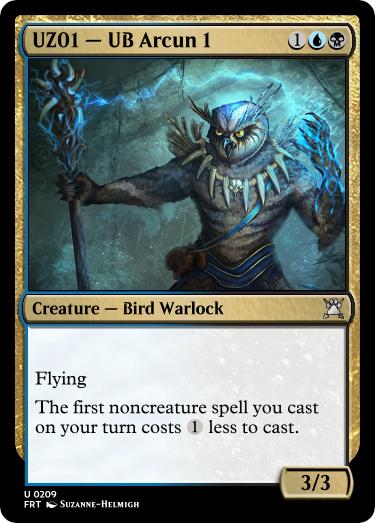 UZ01 — UB Arcun 1
1
Creature — Bird Warlock
Flying
The first noncreature spell you cast
on your turn costs 1 less to cast.
3/3
U 0209
FRT Suzanne-Helmigh